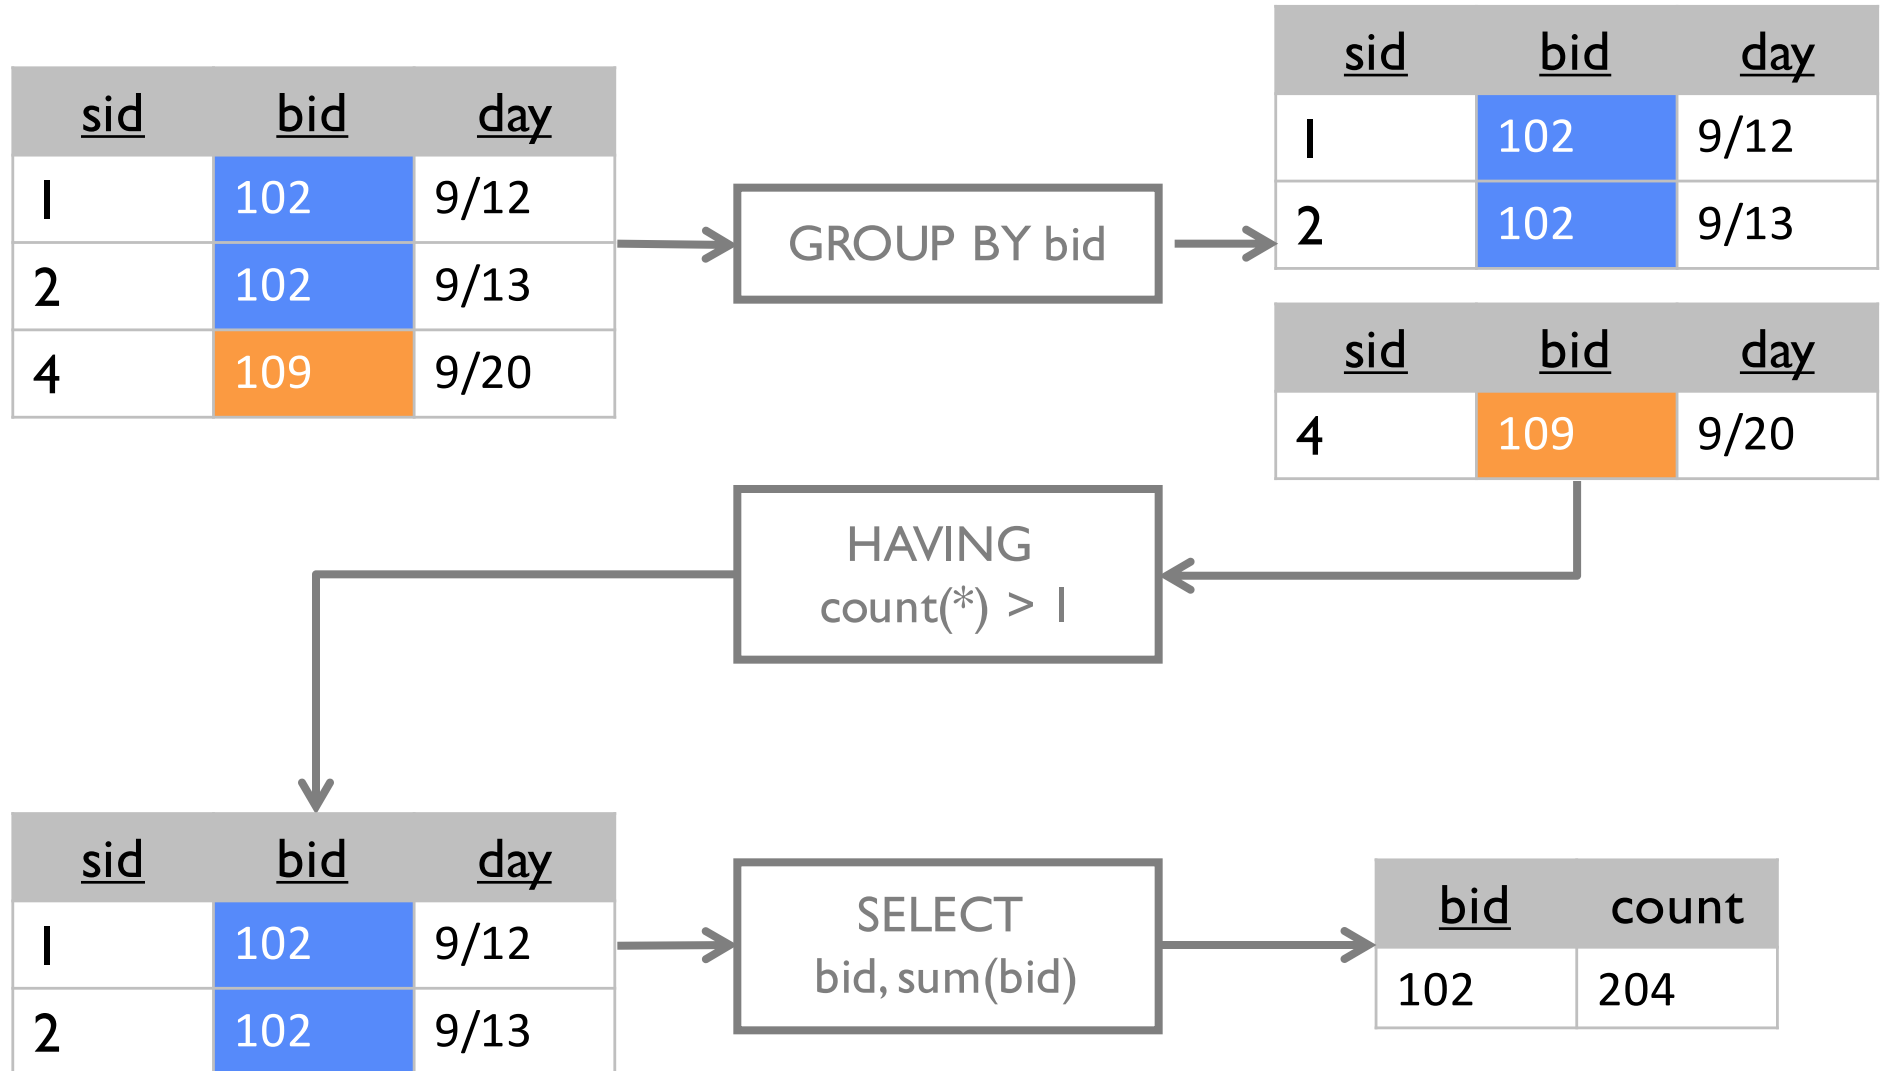 sid bid day
1 102 9/12
2 102 9/13
4 109 9/20
GROUP BY bid
sid bid day
1 102 9/12
2 102 9/13
sid bid day
4 109 9/20
HAVING
count(*) > 1
sid bid day
1 102 9/12
2 102 9/13
SELECT
bid, sum(bid)
bid count
102 204